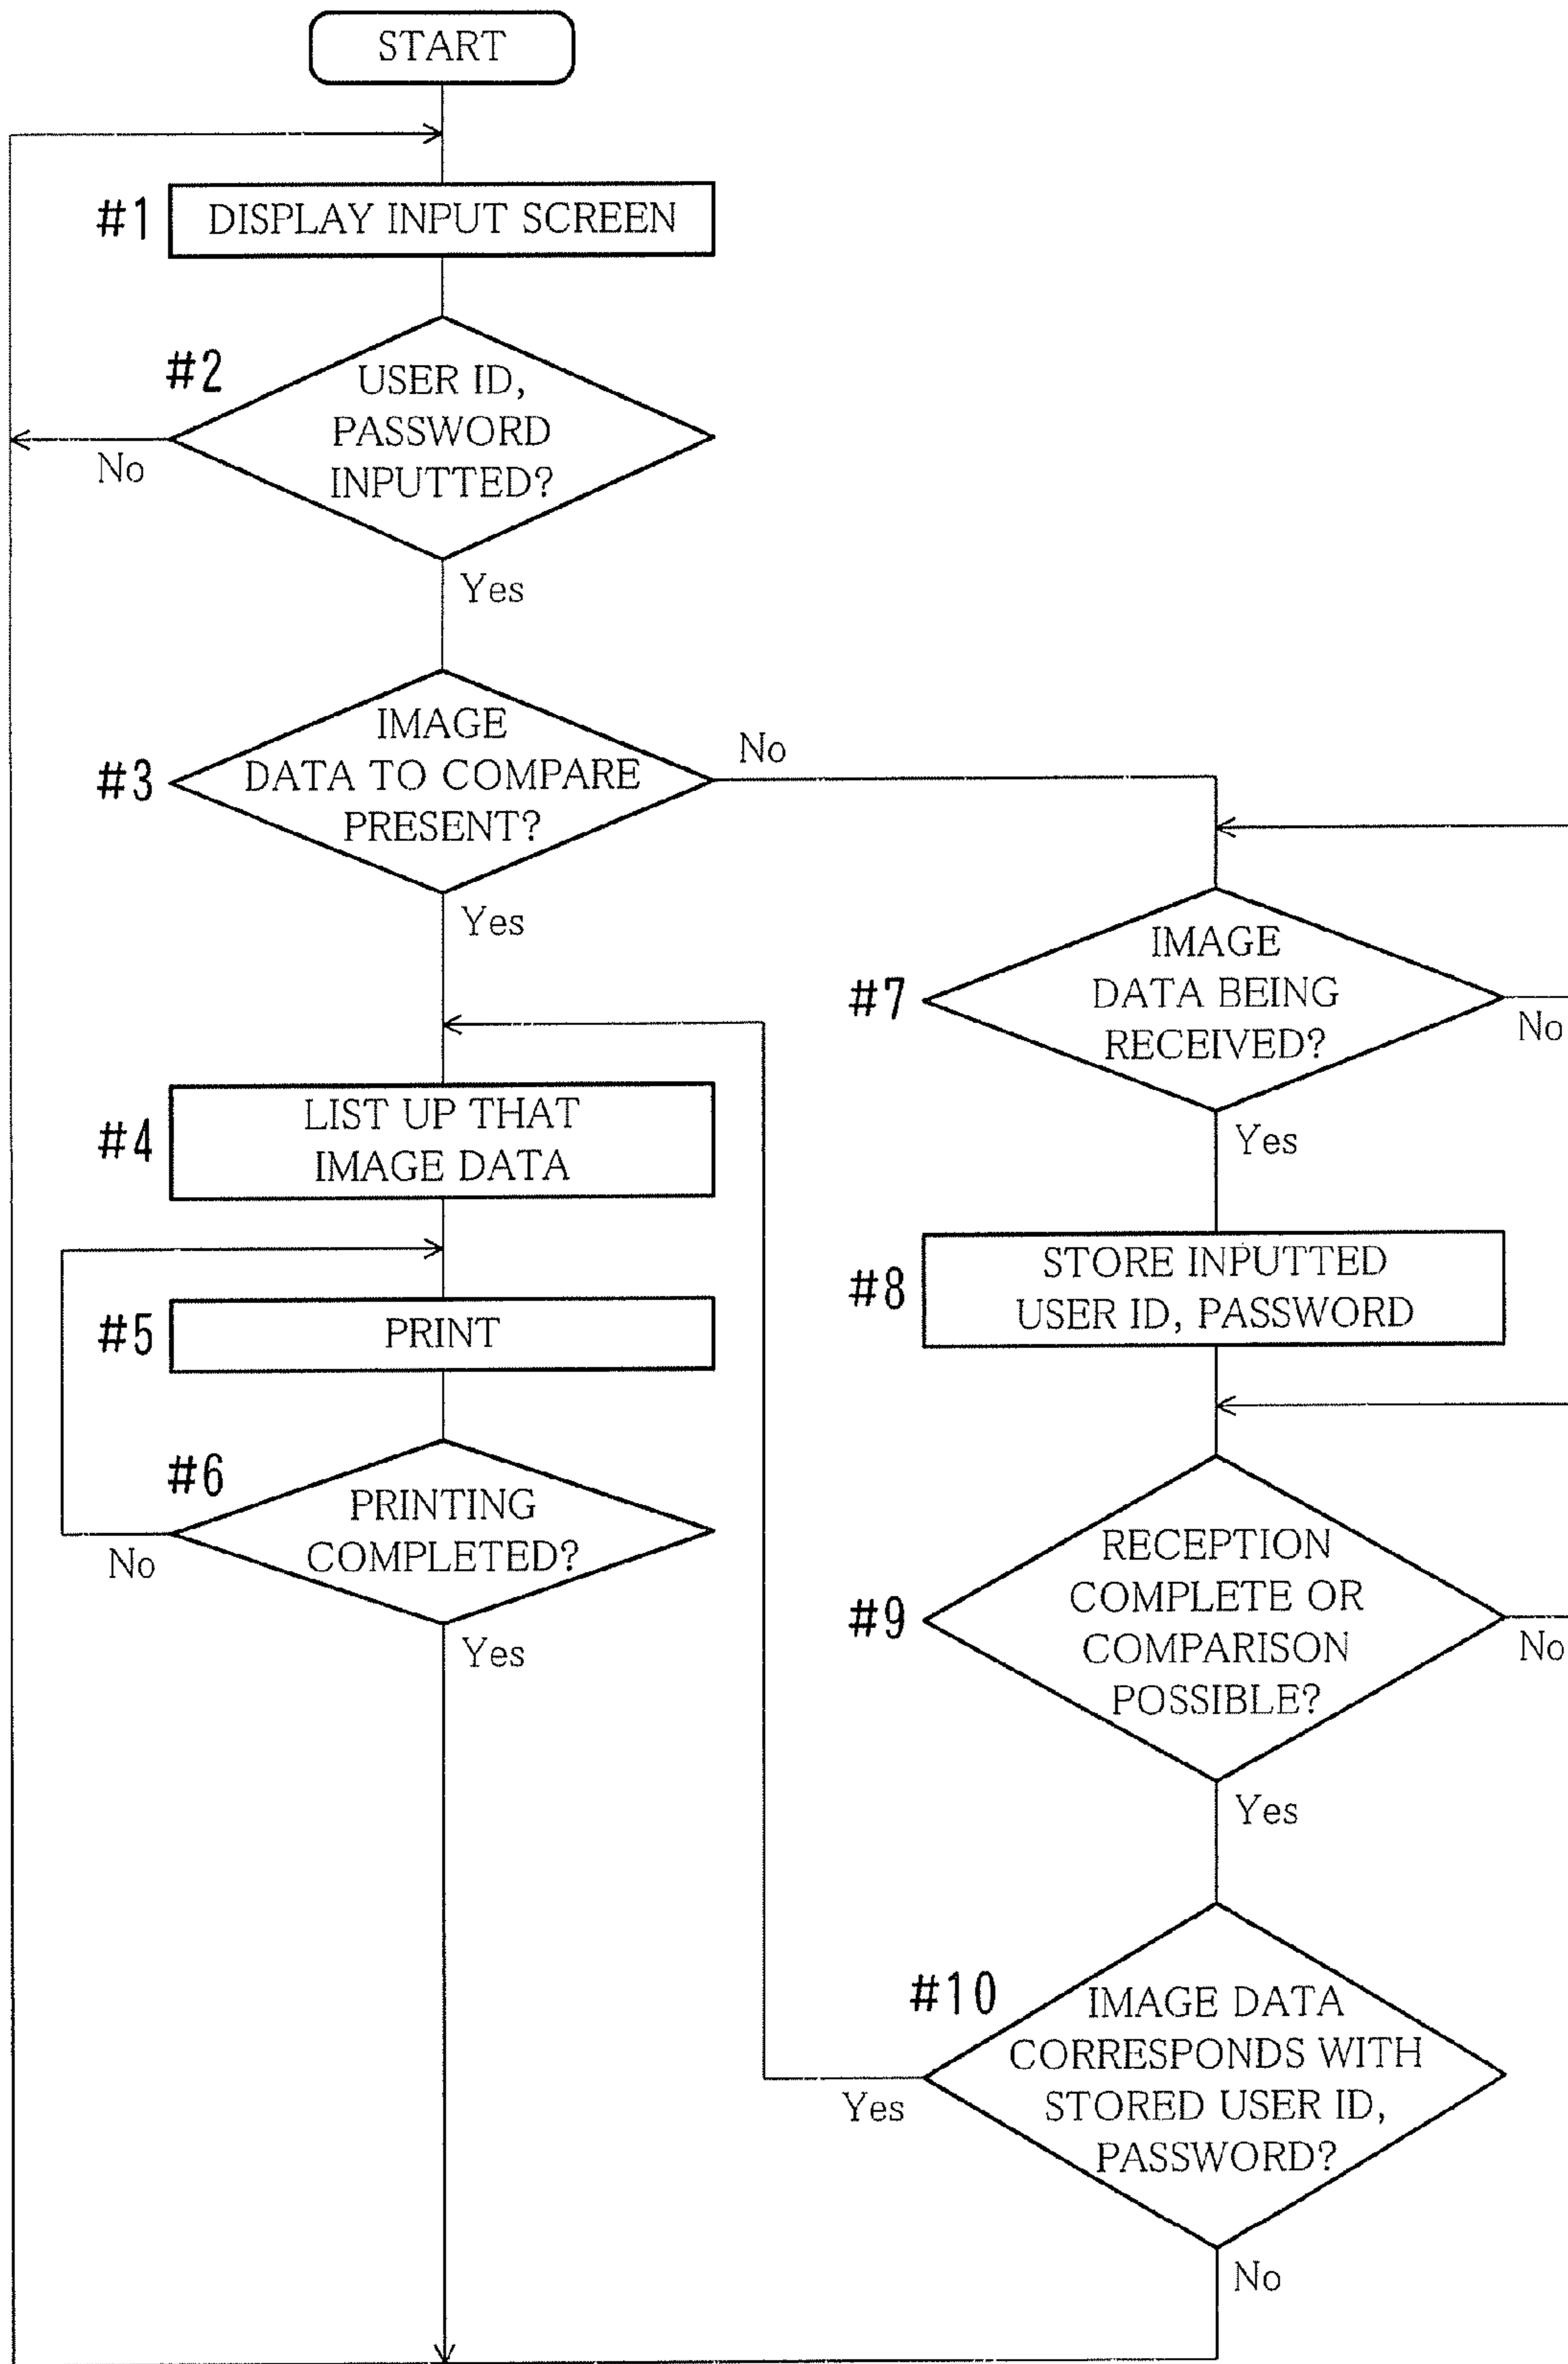 START
#1
DISPLAY INPUT SCREEN
#2
USER ID,
PASSWORD
INPUTTED?
No
Yes
#3
IMAGE
DATA TO COMPARE
PRESENT?
No
Yes
#4
LIST UP THAT
IMAGE DATA
#5
PRINT
#6
PRINTING
COMPLETED?
No
Yes
#7
IMAGE
DATA BEING
RECEIVED?
No
Yes
#8
STORE INPUTTED
USER ID, PASSWORD
#9
RECEPTION
COMPLETE OR
COMPARISON
POSSIBLE?
No
Yes
#10
IMAGE DATA
CORRESPONDS WITH
STORED USER ID,
PASSWORD?
Yes
No